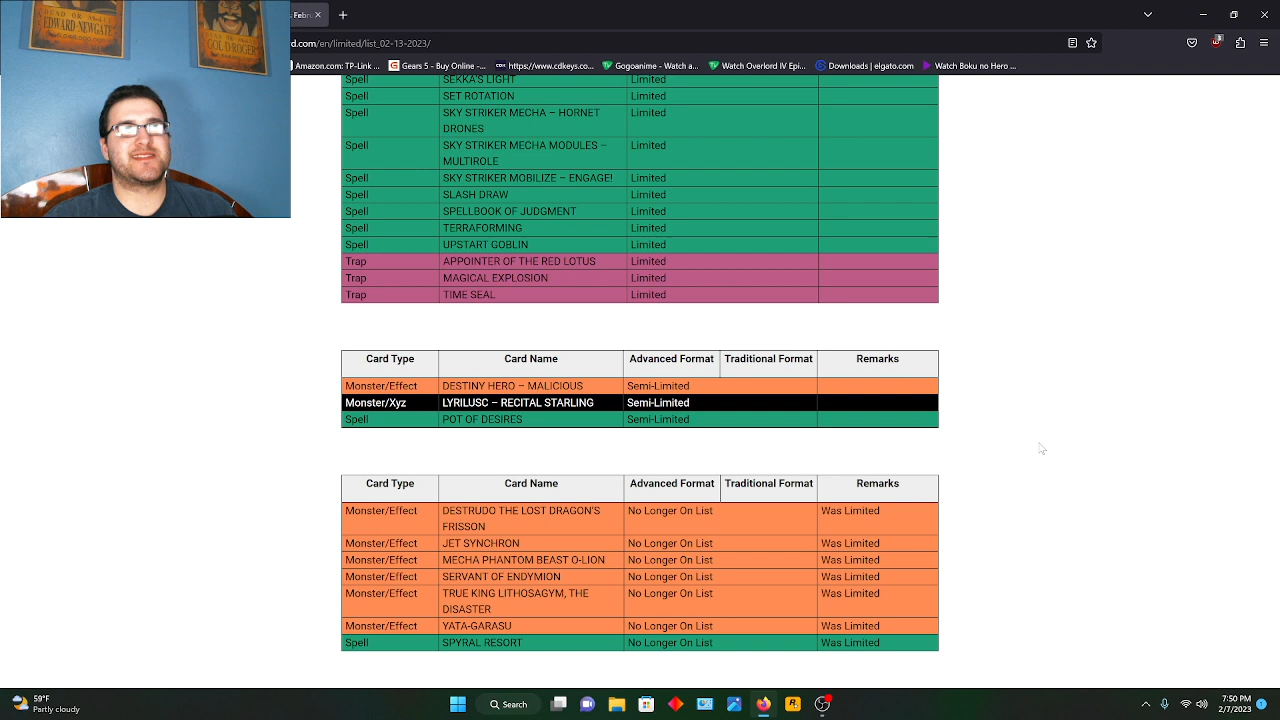 DEAD OR ALIVE
EDWARD·NEWGATE
GOL·D·ROGER
Febru
d.com/en/limited/list_02-13-2023/
Amazon.com: TP-Link ...
Gears 5 - Buy Online -...
https://www.cdkeys.co...
Gogoanime - Watch a...
Watch Overlord IV Epi...
Downloads | elgato.com
Watch Boku no Hero ...
Spell SEKKA'S LIGHT Limited
Spell SET ROTATION Limited
Spell SKY STRIKER MECHA – HORNET Limited
DRONES
Spell SKY STRIKER MECHA MODULES – Limited
MULTIROLE
Spell SKY STRIKER MOBILIZE – ENGAGE! Limited
Spell SLASH DRAW Limited
Spell SPELLBOOK OF JUDGMENT Limited
Spell TERRAFORMING Limited
Spell UPSTART GOBLIN Limited
Trap APPOINTER OF THE RED LOTUS Limited
Trap MAGICAL EXPLOSION Limited
Trap TIME SEAL Limited
Card Type Card Name Advanced Format Traditional Format Remarks
Monster/Effect DESTINY HERO – MALICIOUS Semi-Limited
Monster/Xyz LYRILUSC – RECITAL STARLING Semi-Limited
Spell POT OF DESIRES Semi-Limited
Card Type Card Name Advanced Format Traditional Format Remarks
Monster/Effect DESTRUDO THE LOST DRAGON'S No Longer On List Was Limited
FRISSON
Monster/Effect JET SYNCHRON No Longer On List Was Limited
Monster/Effect MECHA PHANTOM BEAST O-LION No Longer On List Was Limited
Monster/Effect SERVANT OF ENDYMION No Longer On List Was Limited
Monster/Effect TRUE KING LITHOSAGYM, THE No Longer On List Was Limited
DISASTER
Monster/Effect YATA-GARASU No Longer On List Was Limited
Spell SPYRAL RESORT No Longer On List Was Limited
59°F
Partly cloudy
Search
7:50 PM
2/7/2023